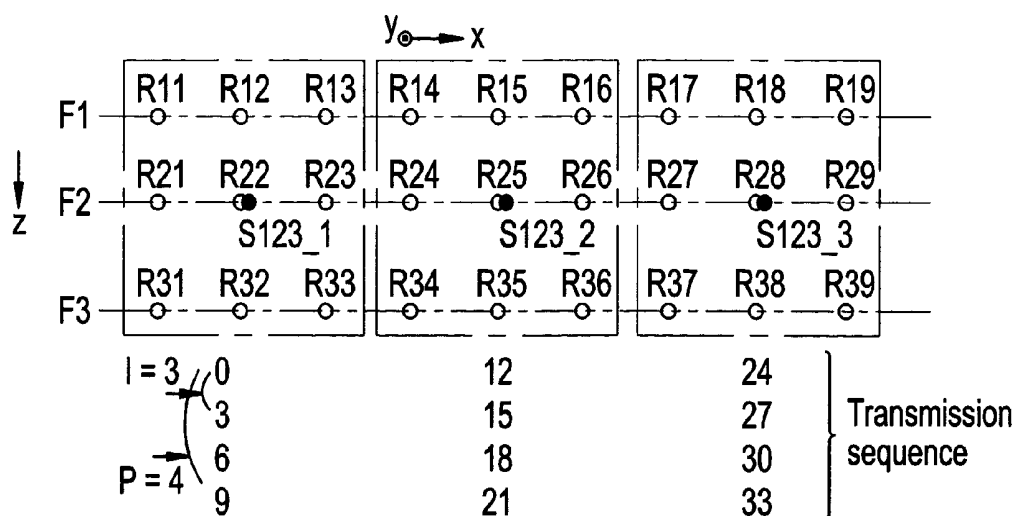 y x
R11 R12 R13 R14 R15 R16 R17 R18 R19
F1
R21 R22 R23 R24 R25 R26 R27 R28 R29
F2
z
S123_1 S123_2 S123_3
R31 R32 R33 R34 R35 R36 R37 R38 R39
F3
I = 3 0 12 24
3 15 27
Transmission
6 18 30
sequence
P = 4
9 21 33